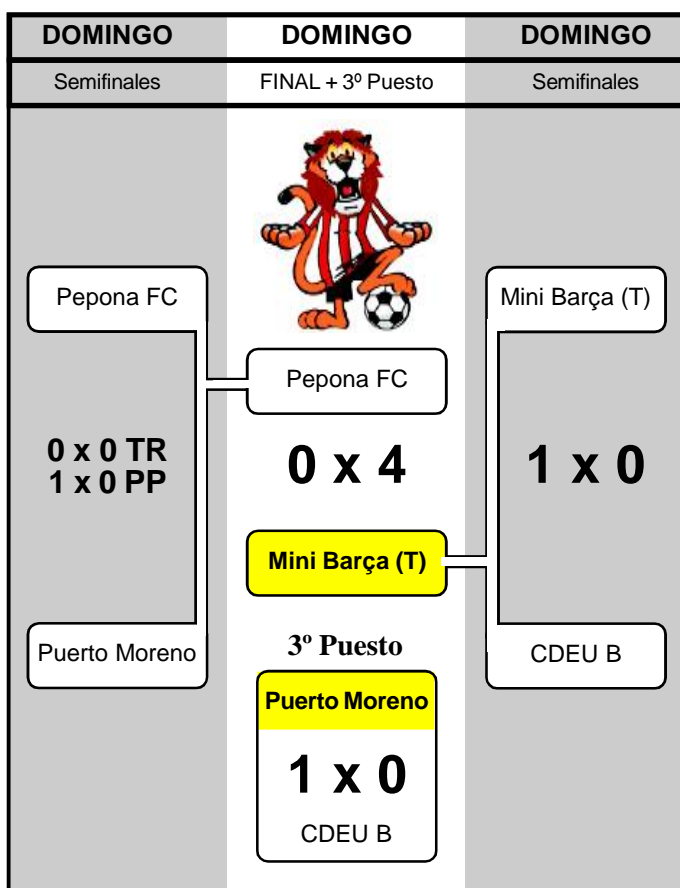 DOMINGO DOMINGO DOMINGO
Semifinales FINAL + 3º Puesto Semifinales
Pepona FC
0 x 0 TR
1 x 0 PP
Puerto Moreno
Pepona FC
0 x 4
Mini Barça (T)
3º Puesto
Puerto Moreno
1 x 0
CDEU B
Mini Barça (T)
1 x 0
CDEU B